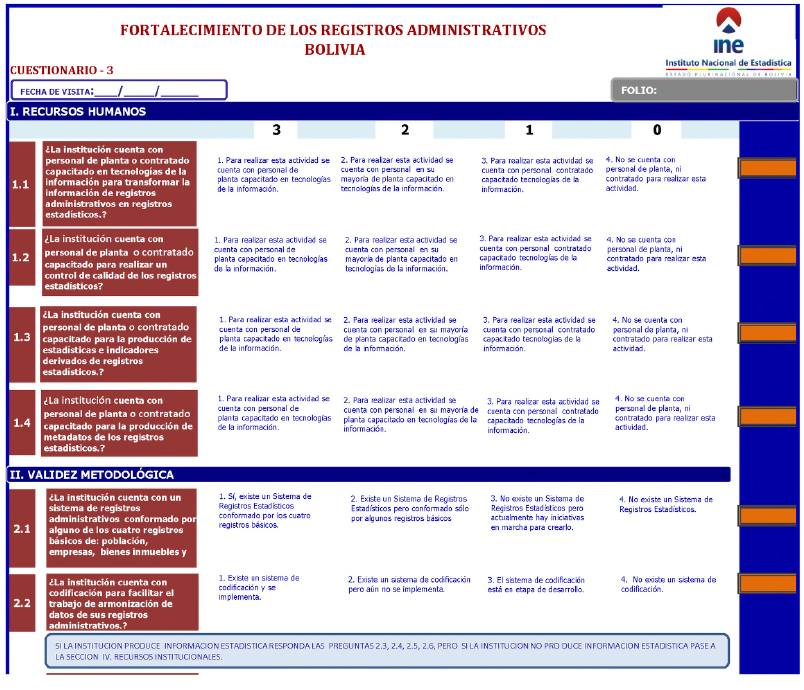 FORTALECIMIENTO DE LOS REGISTROS ADMINISTRATIVOS
BOLIVIA
ine
Instituto Nacional de Estadística
ESTADO PLURINACIONAL DE BOLIVIA
CUESTIONARIO - 3
FECHA DE VISITA:____/_____/______
FOLIO:
I. RECURSOS HUMANOS
3 2 1 0
1.1
¿La institución cuenta con
personal de planta o contratado
capacitado en tecnologías de la
información para transformar la
información de registros
administrativos en registros
estadísticos.?
1. Para realizar esta actividad se
cuenta con personal de
planta capacitado en tecnologías
de la información.
2. Para realizar esta actividad se
cuenta con personal en su
mayoría de planta capacitado en
tecnologías de la información.
3. Para realizar esta actividad se
cuenta con personal contratado
capacitado tecnologías de la
información.
4. No se cuenta con
personal de planta, ni
contratado para realizar esta
actividad.
1.2
¿La institución cuenta con
personal de planta o contratado
capacitado para realizar un
control de calidad de los registros
estadísticos?
1. Para realizar esta actividad se
cuenta con personal de
planta capacitado en tecnologías
de la información.
2. Para realizar esta actividad se
cuenta con personal en su
mayoría de planta capacitado en
tecnologías de la información.
3. Para realizar esta actividad se
cuenta con personal contratado
capacitado tecnologías de la
información.
4. No se cuenta con
personal de planta, ni
contratado para realizar esta
actividad.
1.3
¿La institución cuenta con
personal de planta o contratado
capacitado para la producción de
estadísticas e indicadores
derivados de registros
estadísticos.?
1. Para realizar esta actividad se
cuenta con personal de
planta capacitado en tecnologías
de la información.
2. Para realizar esta actividad se
cuenta con personal en su mayoría
de planta capacitado en tecnologías
de la información.
3. Para realizar esta actividad se
cuenta con personal contratado
capacitado tecnologías de la
información.
4. No se cuenta con
personal de planta, ni
contratado para realizar esta
actividad.
1.4
¿La institución cuenta con
personal de planta o contratado
capacitado para la producción de
metadatos de los registros
estadísticos.?
1. Para realizar esta actividad se
cuenta con personal de
planta capacitado en tecnologías
de la información.
2. Para realizar esta actividad se
cuenta con personal en su mayoría de
planta capacitado en tecnologías de la
información.
3. Para realizar esta actividad se
cuenta con personal contratado
capacitado tecnologías de la
información.
4. No se cuenta con
personal de planta, ni
contratado para realizar esta
actividad.
II. VALIDEZ METODOLÓGICA
2.1
¿La institución cuenta con un
sistema de registros
administrativos conformado por
alguno de los cuatro registros
básicos de: población,
empresas, bienes inmuebles y
1. Sí, existe un Sistema de
Registros Estadísticos
conformado por los cuatro
registros básicos.
2. Existe un Sistema de Registros
Estadísticos pero conformado sólo
por algunos registros básicos
3. No existe un Sistema de
Registros Estadísticos pero
actualmente hay iniciativas
en marcha para crearlo.
4. No existe un Sistema de
Registros Estadísticos.
2.2
¿La institución cuenta con
codificación para facilitar el
trabajo de armonización de
datos de sus registros
administrativos.?
1. Existe un sistema de
codificación y se
implementa.
2. Existe un sistema de codificación
pero aún no se implementa.
3. El sistema de codificación
está en etapa de desarrollo.
4. No existe un sistema de
codificación.
SI LA INSTITUCION PRODUCE INFORMACION ESTADISTICA RESPONDA LAS PREGUNTAS 2.3, 2.4, 2.5, 2.6, PERO SI LA INSTITUCION NO PRO DUCE INFORMACION ESTADISTICA PASE A
LA SECCION IV. RECURSOS INSTITUCIONALES.